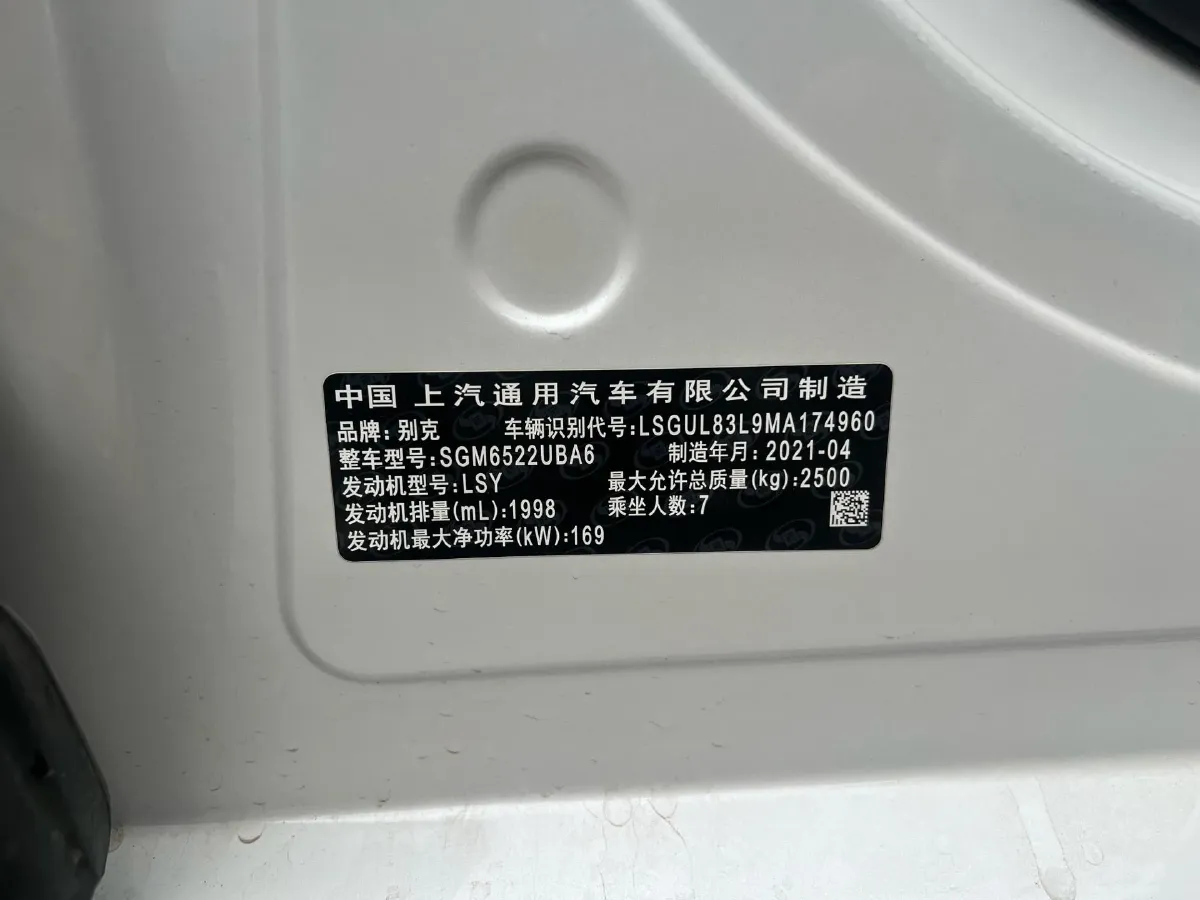 中国 上汽通用汽车有限公司制造
品牌: 别克 车辆识别代号:LSGUL83L9MA174960
整车型号:SGM6522UBA6 制造年月: 2021-04
发动机型号:LSY 最大允许总质量(kg):2500
发动机排量(mL):1998 乘坐人数:7
发动机最大净功率(kW):169